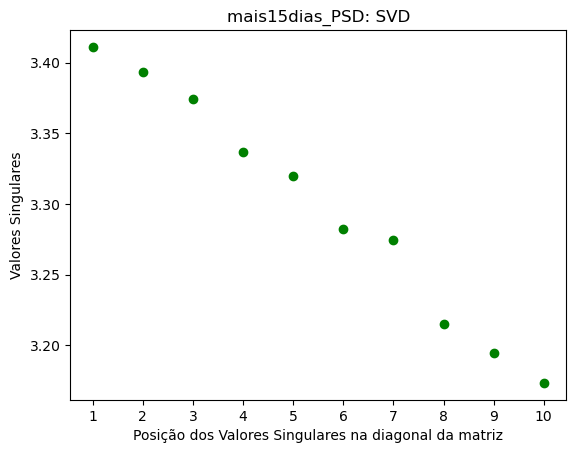 mais15dias_PSD: SVD
Valores Singulares
3.40
3.35
3.30
3.25
3.20
1 2 3 4 5 6 7 8 9 10
Posição dos Valores Singulares na diagonal da matriz